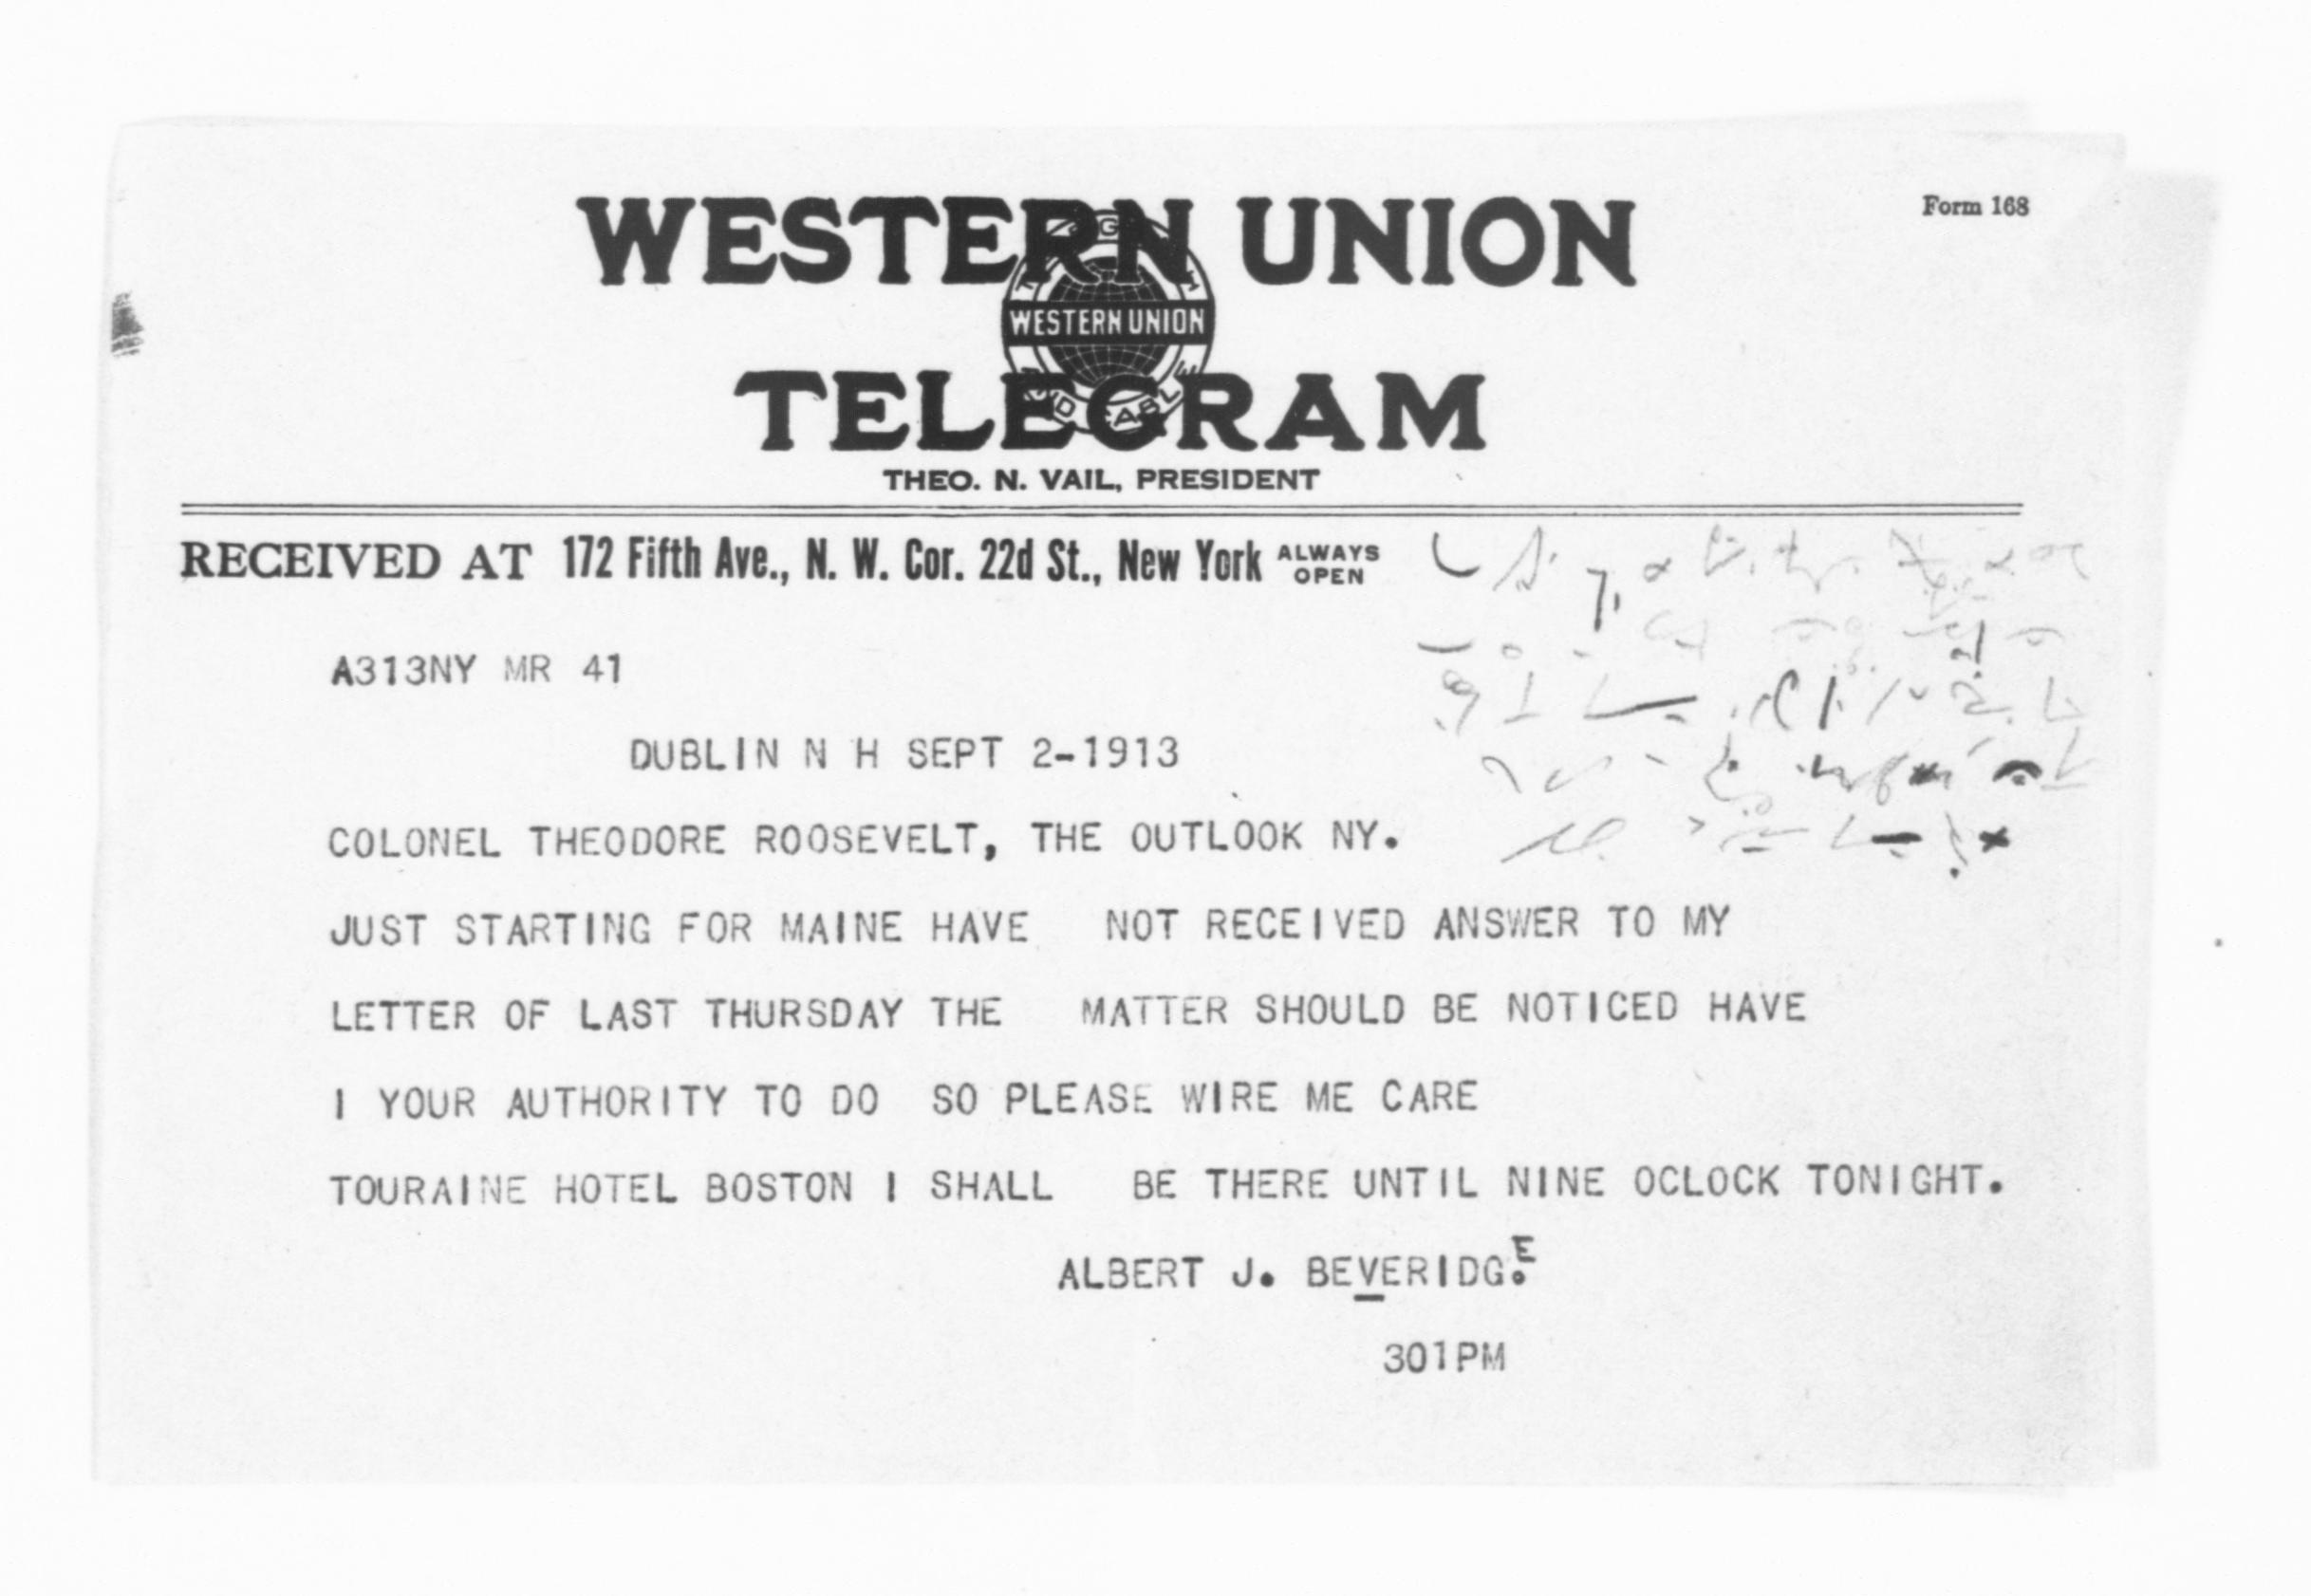 Form 168
WESTERN UNION
WESTERN UNION
TELEGRAM
THEO. N. VAIL, PRESIDENT
RECEIVED AT 172 Fifth Ave., N. W. Cor. 22d St., New York ALWAYS OPEN
A313NY MR 41
DUBLIN N H SEPT 2-1913
COLONEL THEODORE ROOSEVELT, THE OUTLOOK NY.
JUST STARTING FOR MAINE HAVE NOT RECEIVED ANSWER TO MY
LETTER OF LAST THURSDAY THE MATTER SHOULD BE NOTICED HAVE
I YOUR AUTHORITY TO DO SO PLEASE WIRE ME CARE
TOURAINE HOTEL BOSTON I SHALL BE THERE UNTIL NINE OCLOCK TONIGHT.
ALBERT J. BEVERIDGE.
301PM